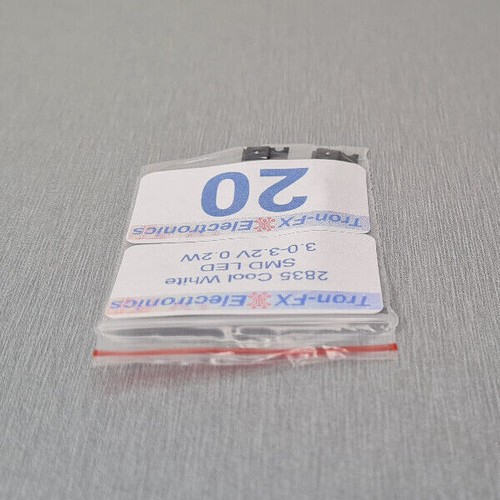 Tron-FX Electronics
2835 Cool White
SMD LED
3.0-3.2V 0.2W
Tron-FX Electronics
20